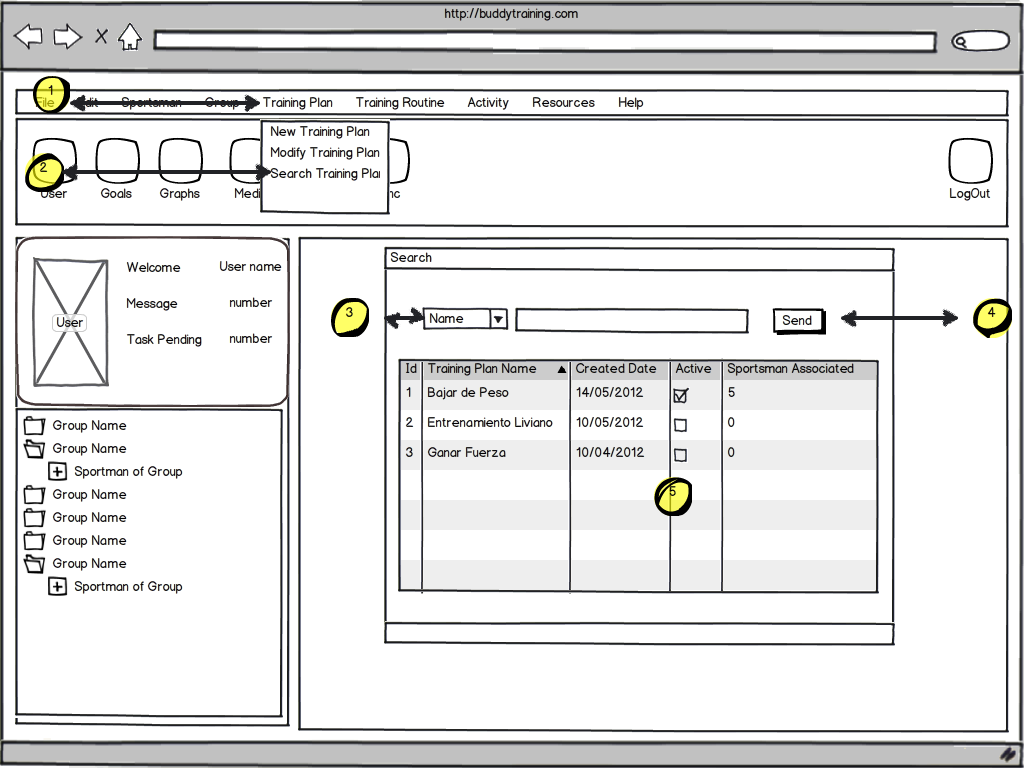 http://buddytraining.com
1
File Edit Sportsman Group Training Plan Training Routine Activity Resources Help
New Training Plan
Modify Training Plan
Search Training Plan
2
User Goals Graphs Medi nc LogOut
Welcome User name
Message number
Task Pending number
User
Group Name
Group Name
Sportman of Group
Group Name
Group Name
Group Name
Group Name
Sportman of Group
Search
3 Name Send 4
Id Training Plan Name Created Date Active Sportsman Associated
1 Bajar de Peso 14/05/2012 5
2 Entrenamiento Liviano 10/05/2012 0
3 Ganar Fuerza 10/04/2012 0
5